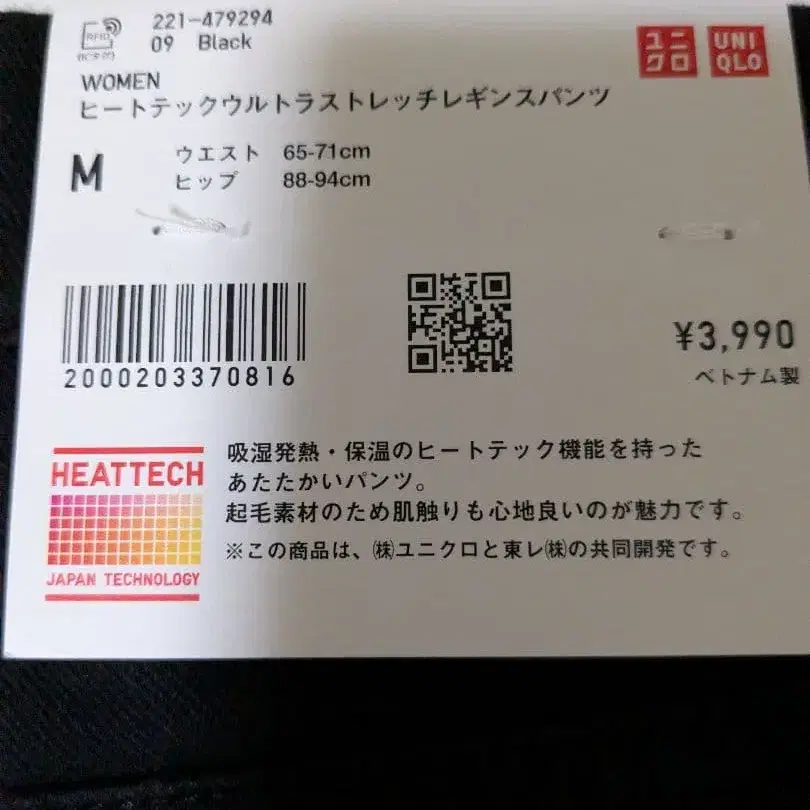 RFID
221-479294
09 Black
ユニクロ
UNIQLO
WOMEN
ヒートテックウルトラストレッチレギンスパンツ
M
ウエスト 65-71cm
ヒップ 88-94cm
2000203370816
¥3,990
ベトナム製
HEATTECH
JAPAN TECHNOLOGY
吸湿発熱・保温のヒートテック機能を持った
あたたかいパンツ。
起毛素材のため肌触りも心地良いのが魅力です。
※この商品は、㈱ユニクロと東レ㈱の共同開発です。